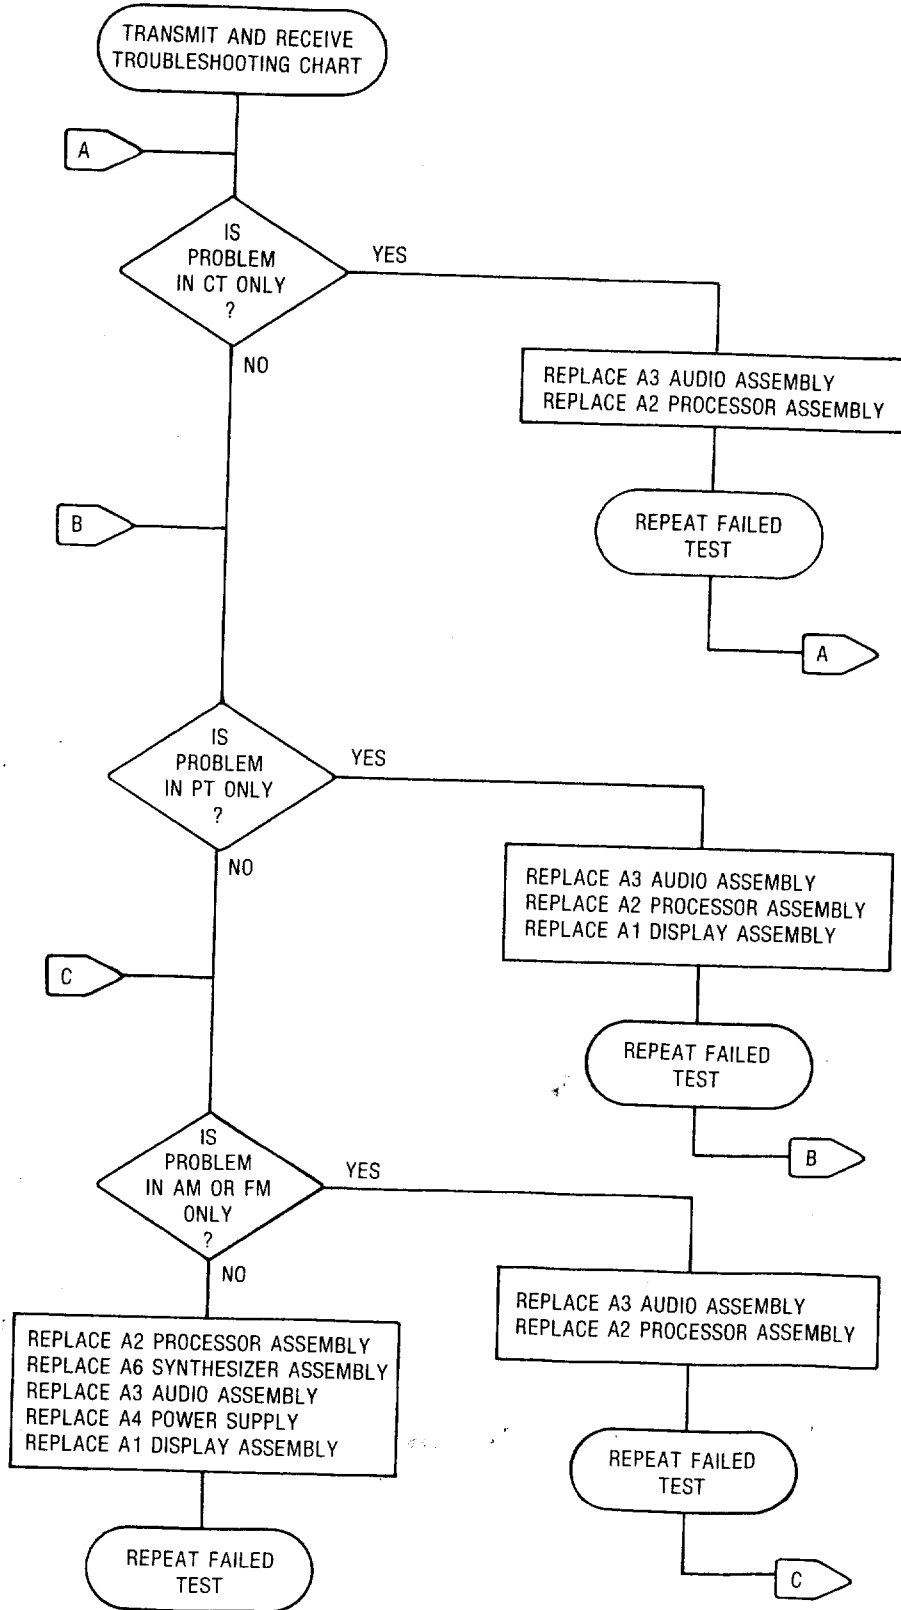 TRANSMIT AND RECEIVE
TROUBLESHOOTING CHART
A
IS
PROBLEM
IN CT ONLY
?
YES
NO
REPLACE A3 AUDIO ASSEMBLY
REPLACE A2 PROCESSOR ASSEMBLY
REPEAT FAILED
TEST
A
B
IS
PROBLEM
IN PT ONLY
?
YES
NO
REPLACE A3 AUDIO ASSEMBLY
REPLACE A2 PROCESSOR ASSEMBLY
REPLACE A1 DISPLAY ASSEMBLY
REPEAT FAILED
TEST
B
C
IS
PROBLEM
IN AM OR FM
ONLY
?
YES
NO
REPLACE A3 AUDIO ASSEMBLY
REPLACE A2 PROCESSOR ASSEMBLY
REPEAT FAILED
TEST
C
REPLACE A2 PROCESSOR ASSEMBLY
REPLACE A6 SYNTHESIZER ASSEMBLY
REPLACE A3 AUDIO ASSEMBLY
REPLACE A4 POWER SUPPLY
REPLACE A1 DISPLAY ASSEMBLY
REPEAT FAILED
TEST